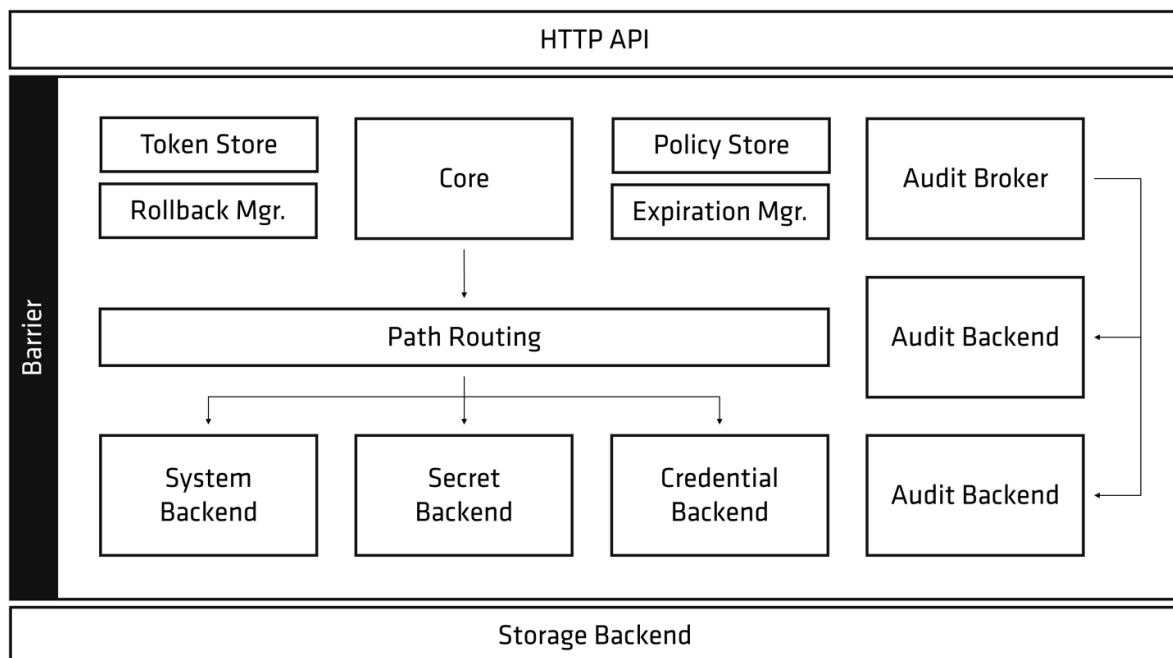 HTTP API
Barrier
Token Store
Rollback Mgr.
Core
Policy Store
Expiration Mgr.
Audit Broker
Path Routing
Audit Backend
System
Backend
Secret
Backend
Credential
Backend
Audit Backend
Storage Backend